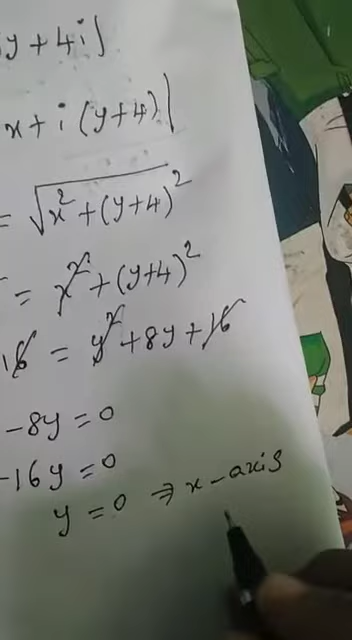 y+4i|
x+i(y+4)|
= √x²+(y+4)²
= x²+(y+4)²
16 = y²+8y+16
-8y=0
-16y=0
y=0 ⇒ x-axis